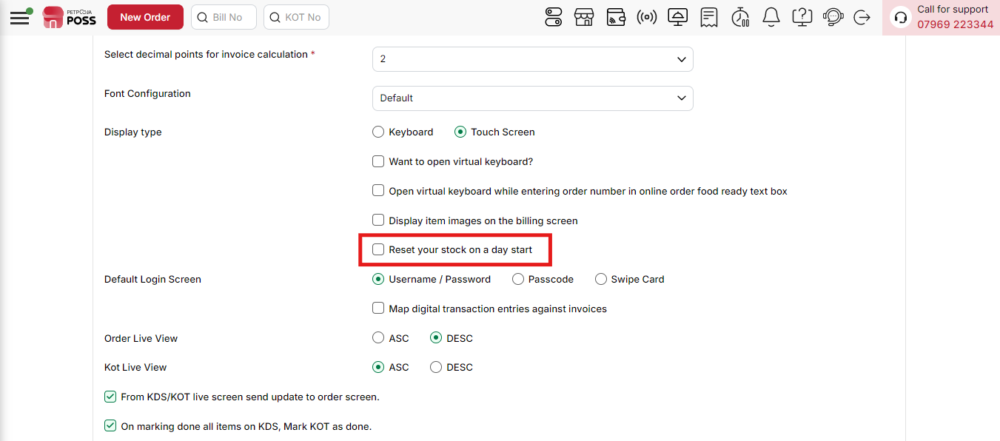 PETPOOJA
POSS
New Order
Bill No
KOT No
Call for support
07969 223344
Select decimal points for invoice calculation *
2
Font Configuration
Default
Display type
Keyboard
Touch Screen
Want to open virtual keyboard?
Open virtual keyboard while entering order number in online order food ready text box
Display item images on the billing screen
Reset your stock on a day start
Default Login Screen
Username / Password
Passcode
Swipe Card
Map digital transaction entries against invoices
Order Live View
ASC
DESC
Kot Live View
ASC
DESC
From KDS/KOT live screen send update to order screen.
On marking done all items on KDS, Mark KOT as done.